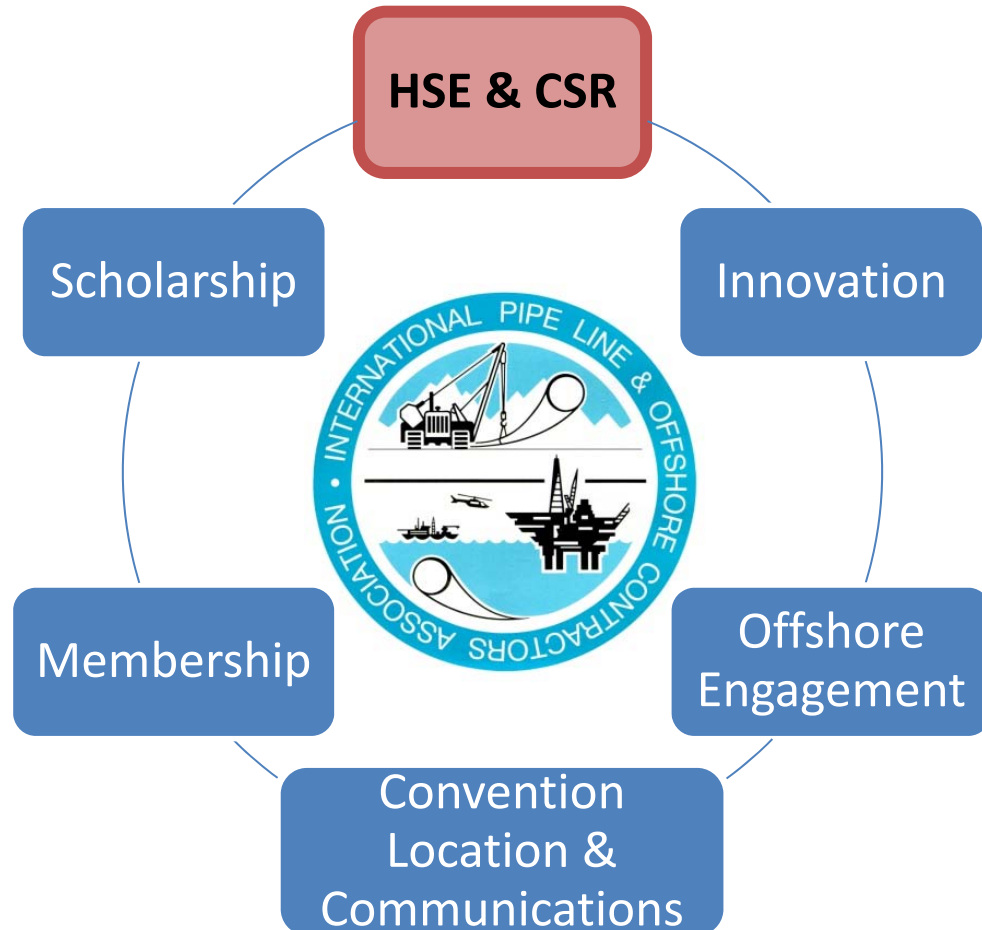 HSE & CSR
Scholarship
Innovation
INTERNATIONAL PIPE LINE & OFFSHORE CONTRACTORS ASSOCIATION •
Membership
Offshore
Engagement
Convention
Location &
Communications